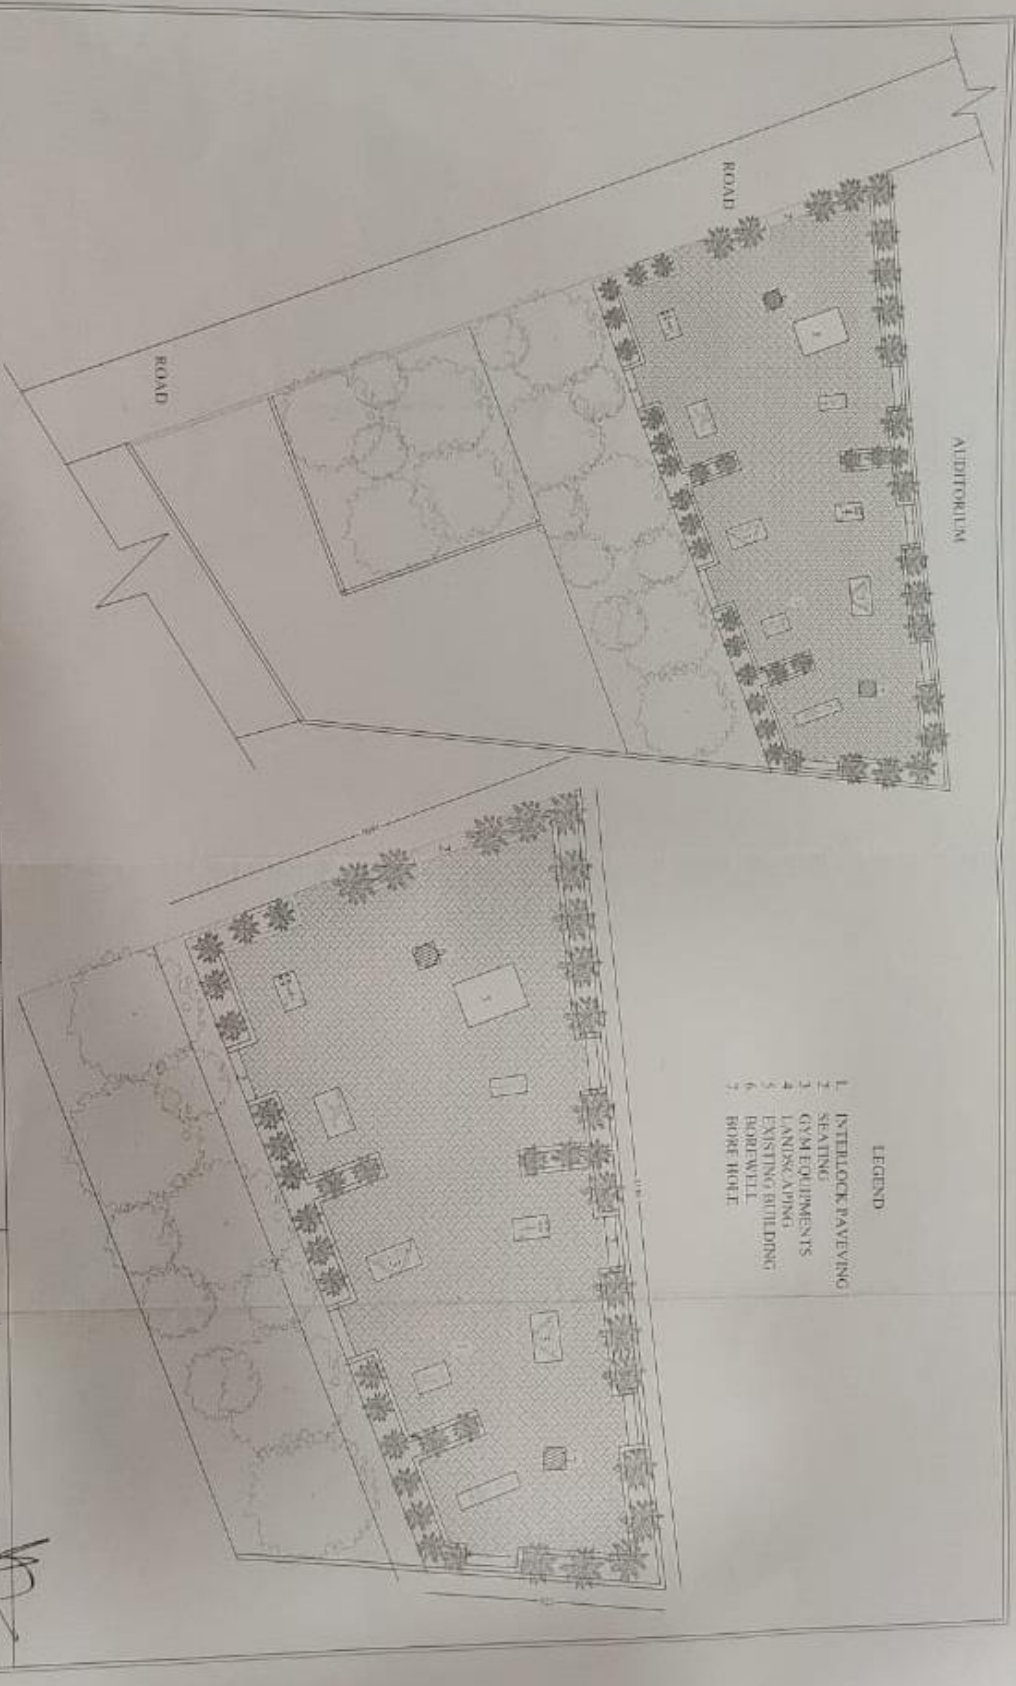 ROAD
ROAD
AUDITORIUM
LEGEND
1. INTERLOCK PAVEVING
2 SEATING
3 GYM EQUIPMENTS
4 LANDSCAPING
5 EXISTING BUILDING
6 BOREWELL
7 BORE HOLE